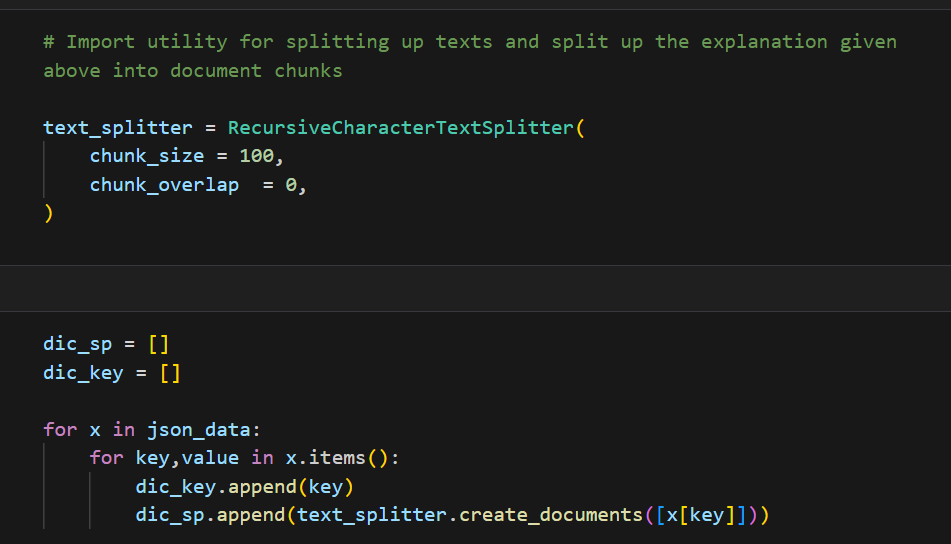 # Import utility for splitting up texts and split up the explanation given
above into document chunks
text_splitter = RecursiveCharacterTextSplitter(
    chunk_size = 100,
    chunk_overlap  = 0,
)
dic_sp = []
dic_key = []
for x in json_data:
    for key,value in x.items():
        dic_key.append(key)
        dic_sp.append(text_splitter.create_documents([x[key]]))